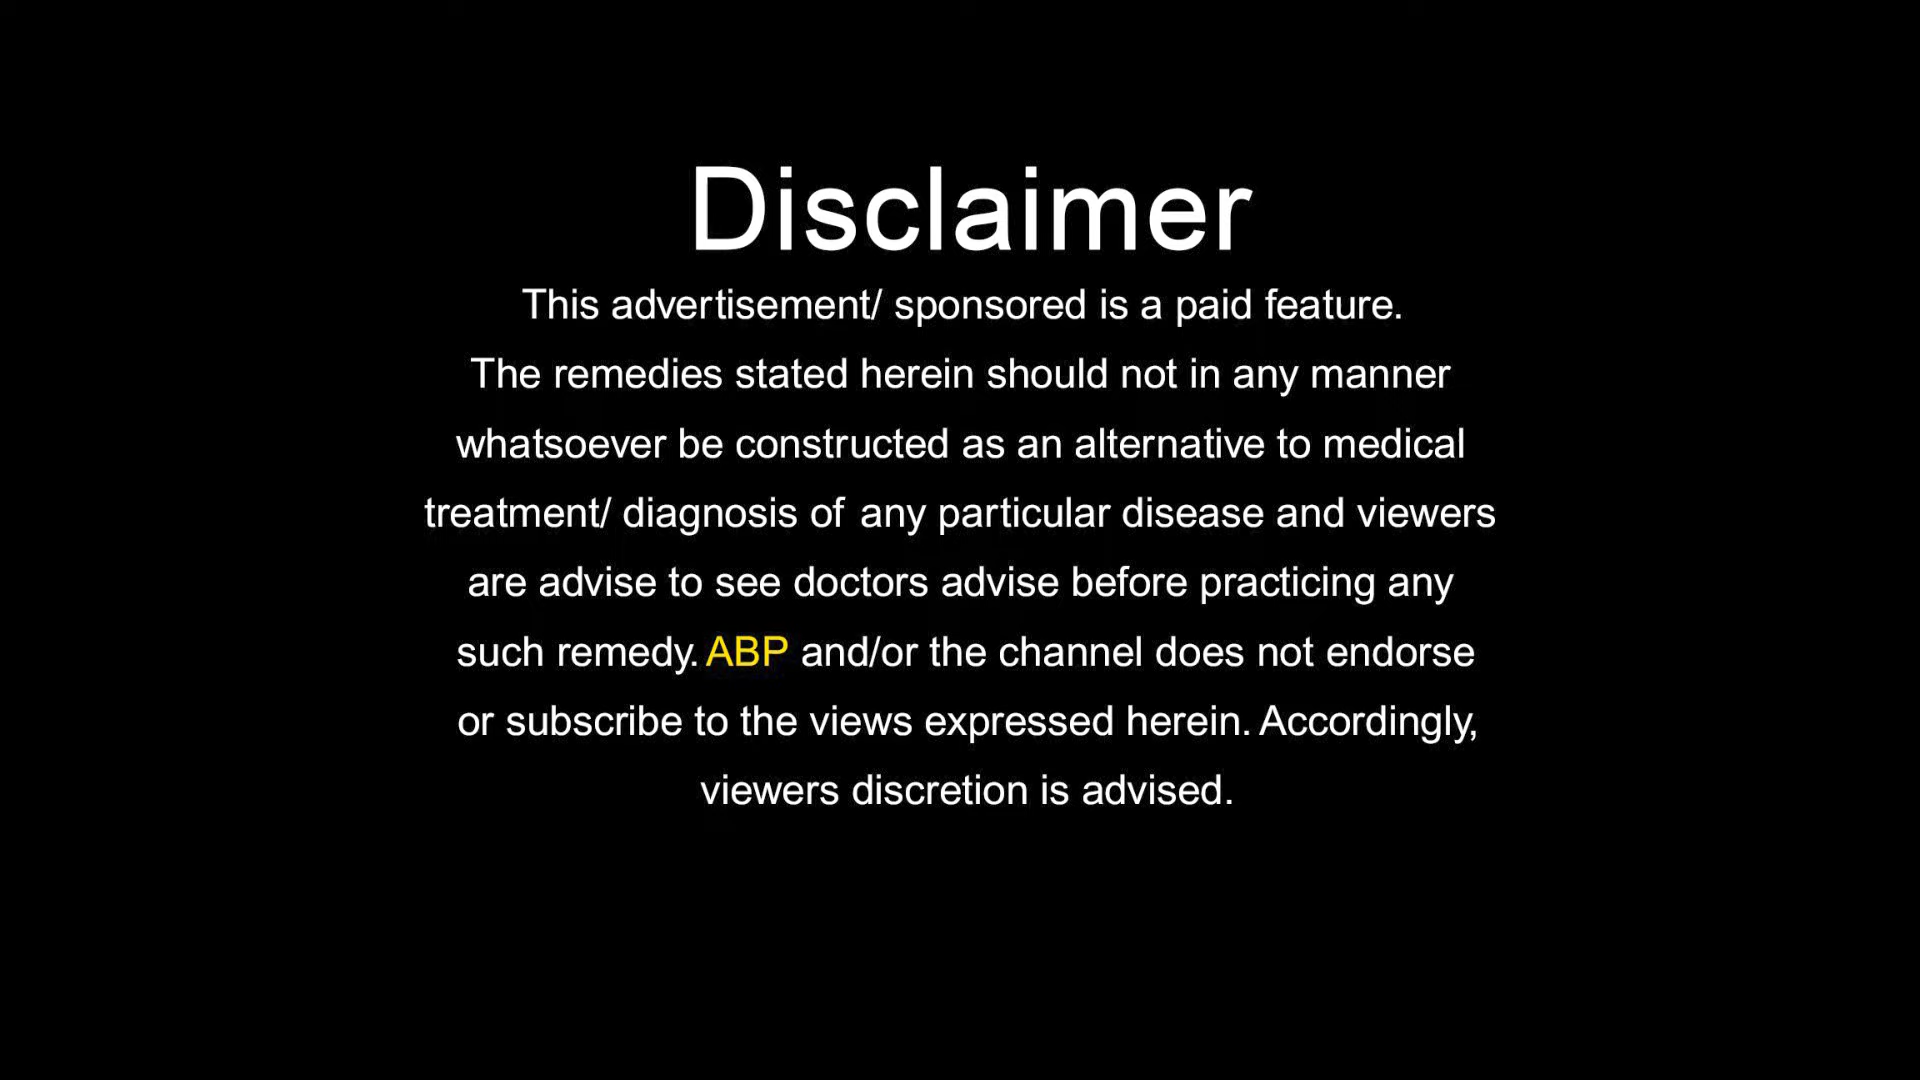 Disclaimer
This advertisement/ sponsored is a paid feature.
The remedies stated herein should not in any manner
whatsoever be constructed as an alternative to medical
treatment/ diagnosis of any particular disease and viewers
are advise to see doctors advise before practicing any
such remedy. ABP and/or the channel does not endorse
or subscribe to the views expressed herein. Accordingly,
viewers discretion is advised.